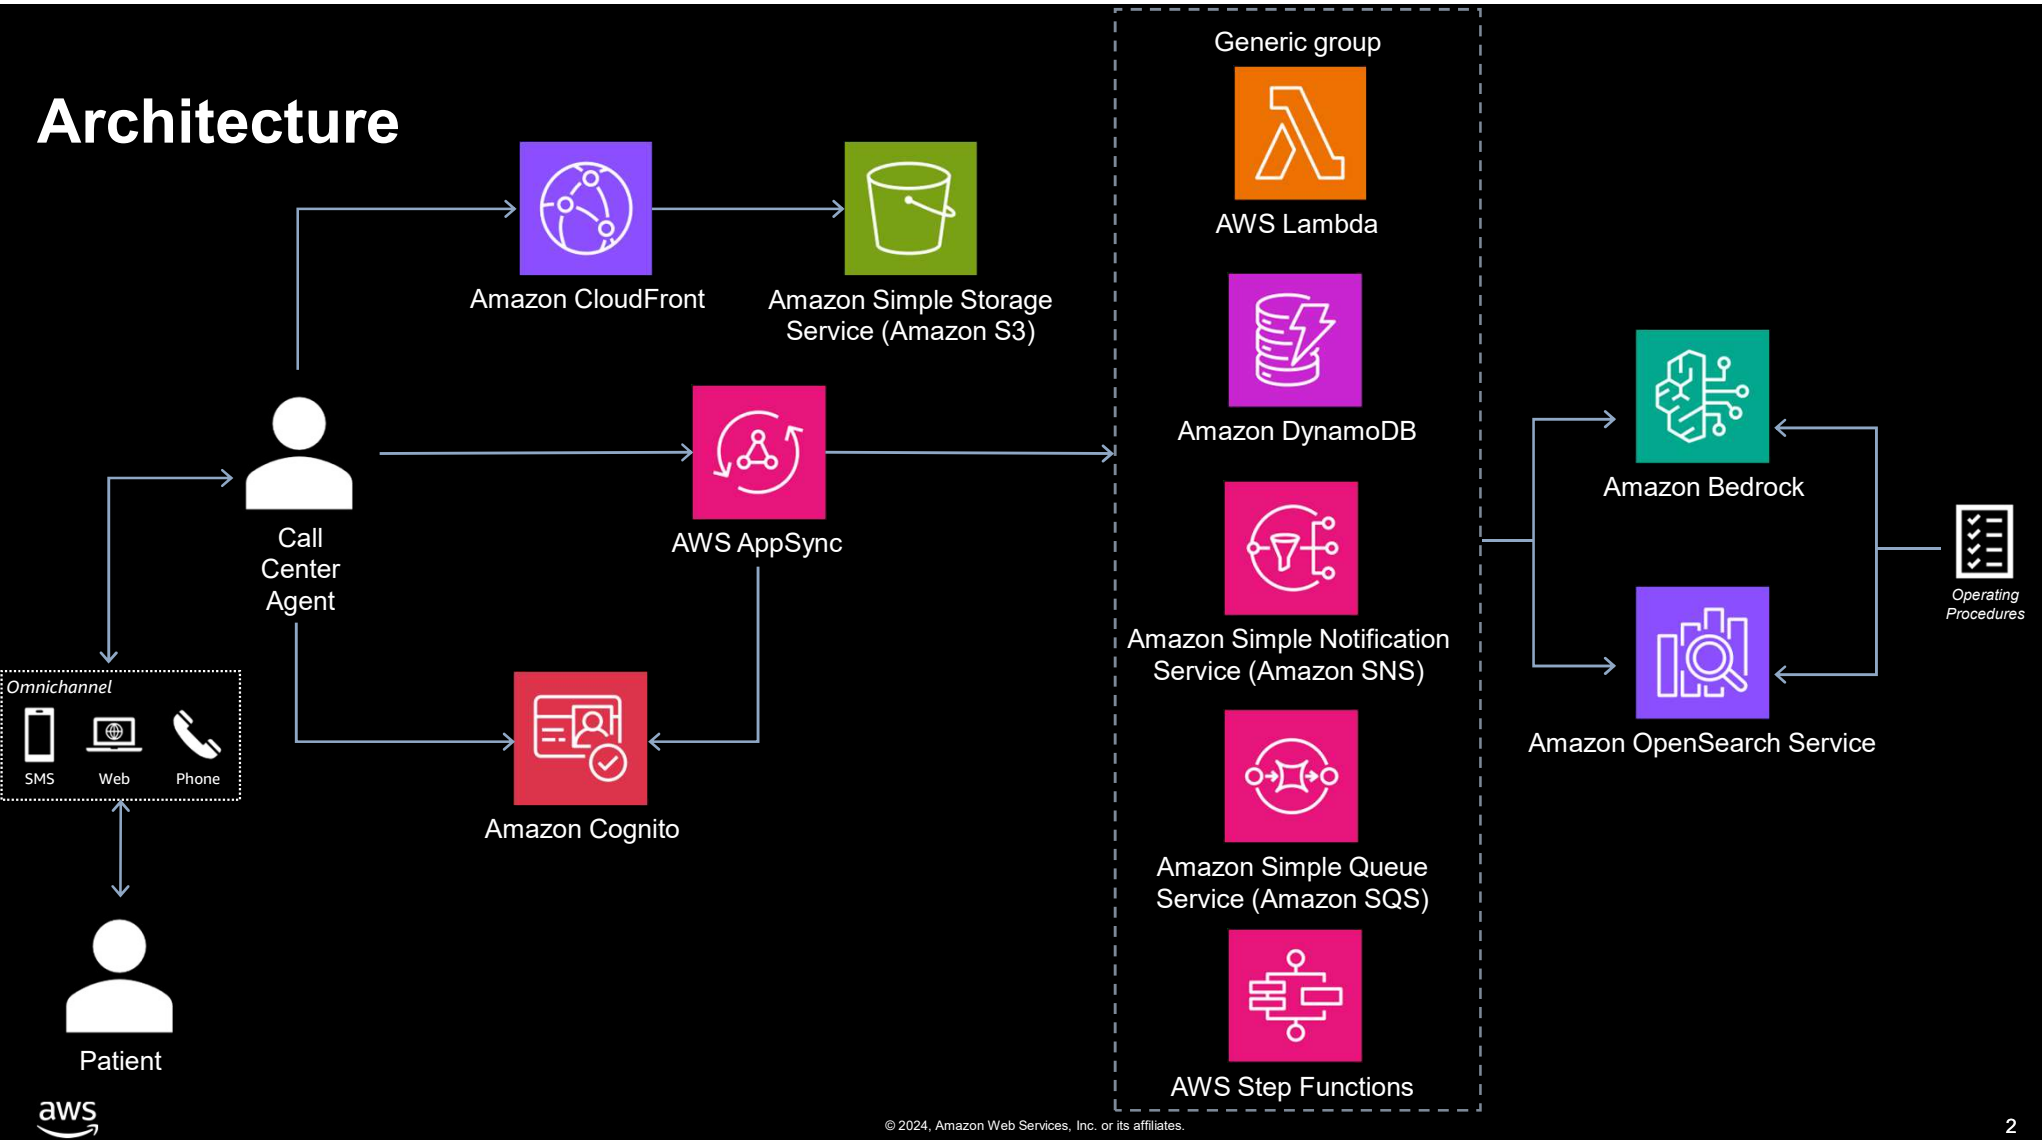 Architecture
Generic group
AWS Lambda
Amazon CloudFront
Amazon Simple Storage
Service (Amazon S3)
Amazon DynamoDB
Amazon Bedrock
AWS AppSync
Call
Center
Agent
Operating
Procedures
Amazon Simple Notification
Service (Amazon SNS)
Omnichannel
SMS
Web
Phone
Amazon OpenSearch Service
Amazon Cognito
Amazon Simple Queue
Service (Amazon SQS)
Patient
AWS Step Functions
aws
© 2024, Amazon Web Services, Inc. or its affiliates.
2